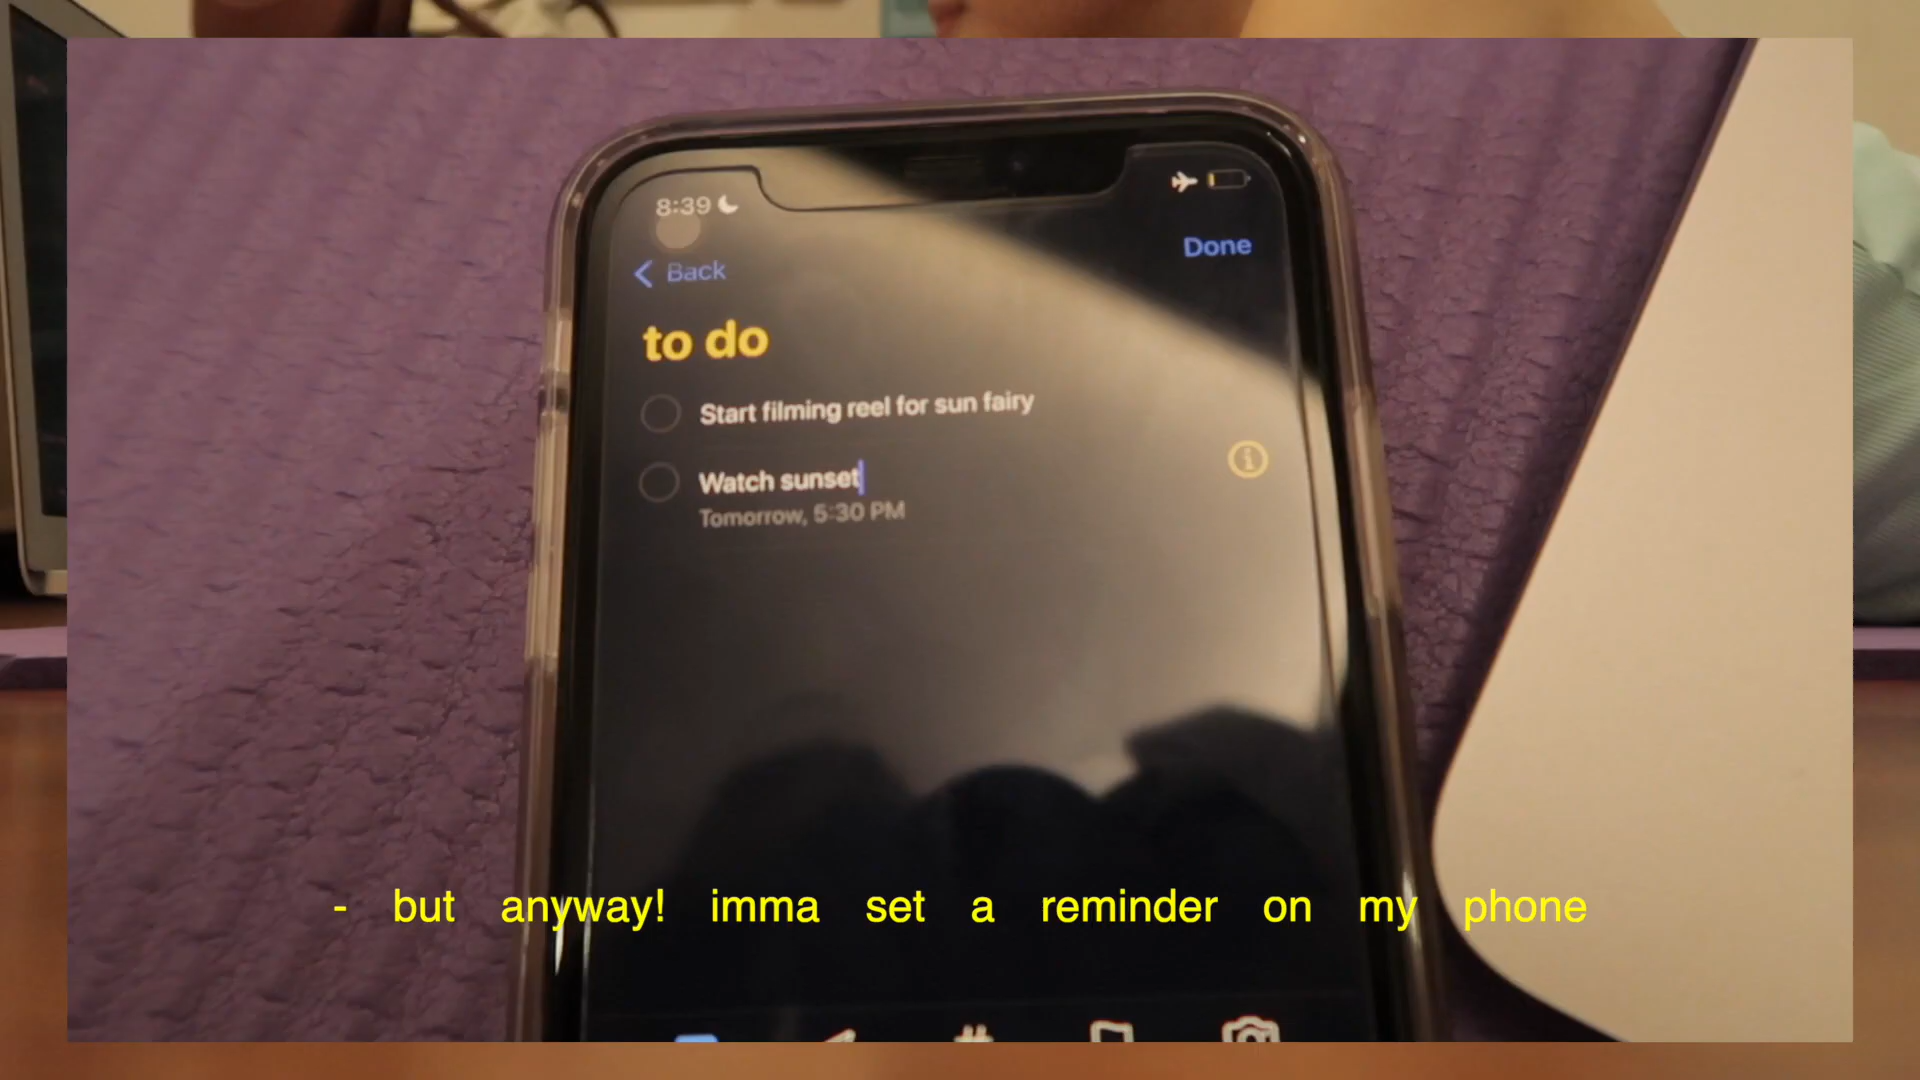 8:39
Back
Done
to do
Start filming reel for sun fairy
Watch sunset
Tomorrow, 5:30 PM
- but anyway! imma set a reminder on my phone